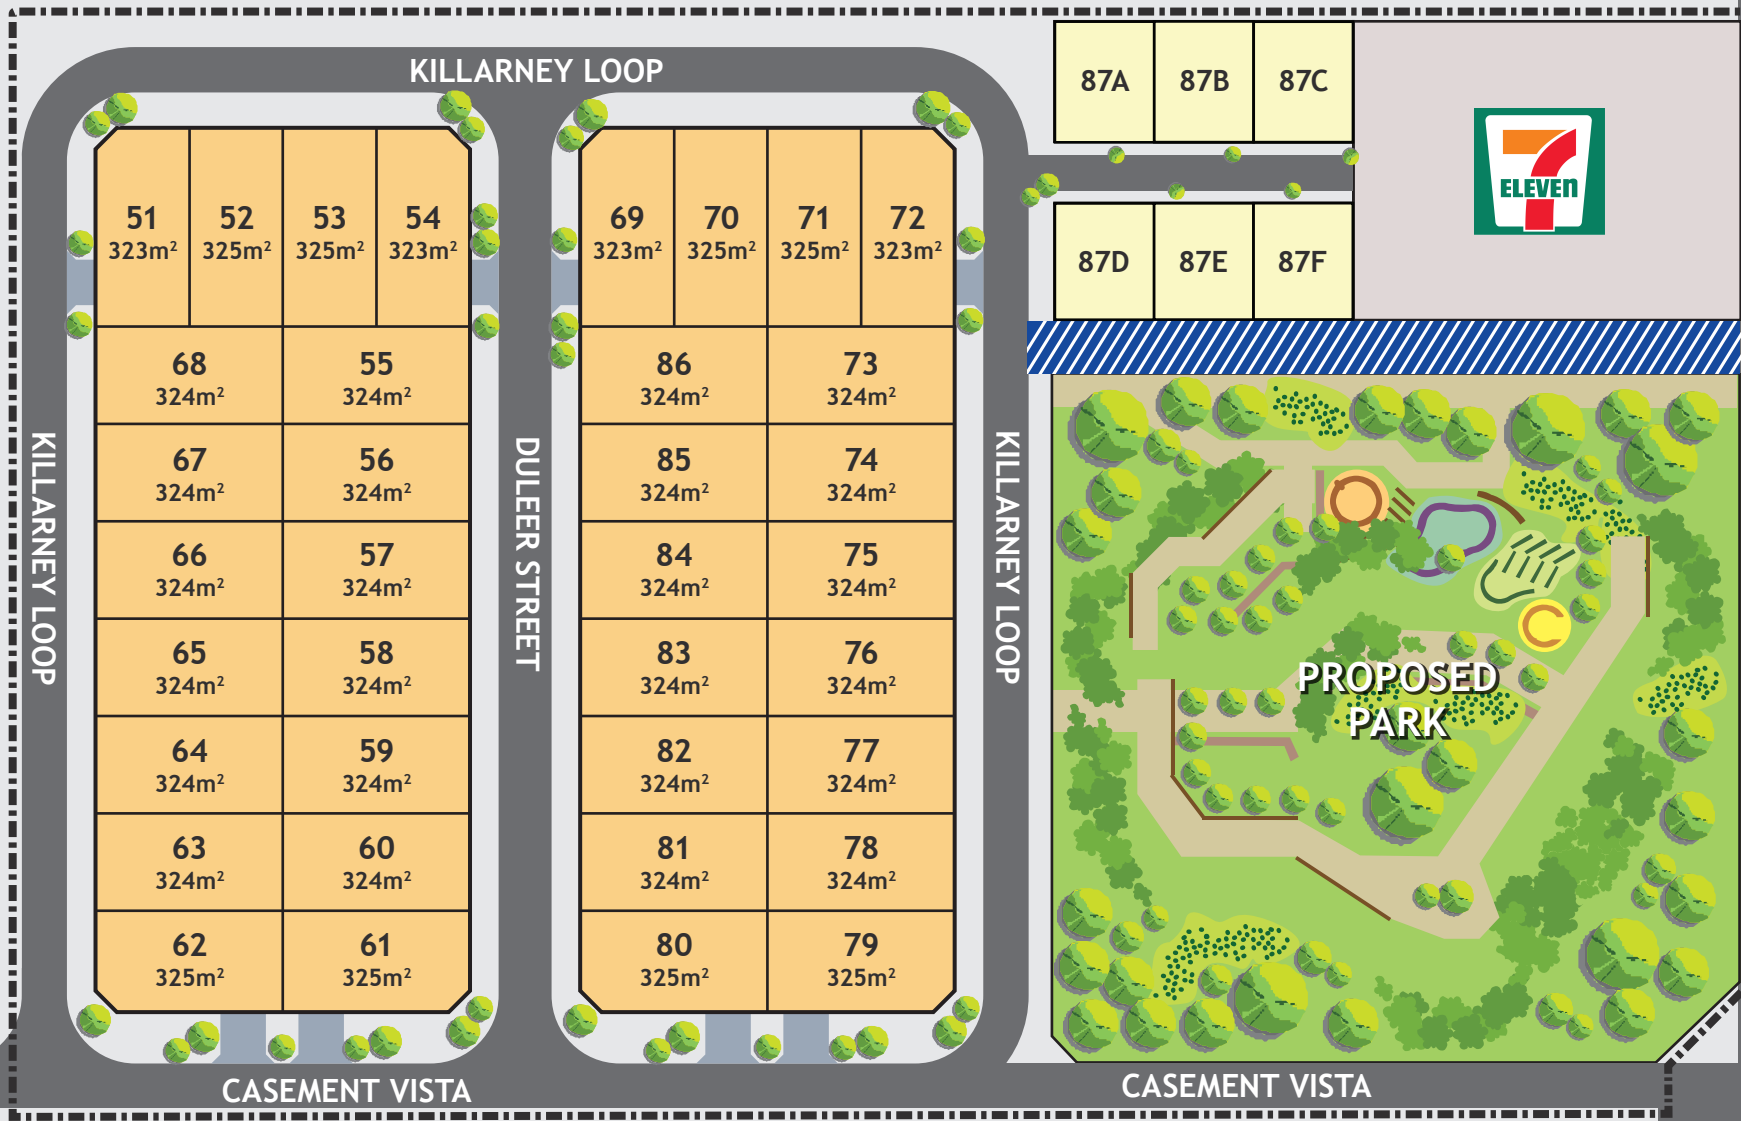 KILLARNEY LOOP
87A
87B
87C
7
ELEVEN
51
323m²
52
325m²
53
325m²
54
323m²
69
323m²
70
325m²
71
325m²
72
323m²
87D
87E
87F
68
324m²
55
324m²
86
324m²
73
324m²
67
324m²
56
324m²
85
324m²
74
324m²
KILLARNEY LOOP
DULEER STREET
KILLARNEY LOOP
66
324m²
57
324m²
84
324m²
75
324m²
65
324m²
58
324m²
83
324m²
76
324m²
PROPOSED
PARK
64
324m²
59
324m²
82
324m²
77
324m²
63
324m²
60
324m²
81
324m²
78
324m²
62
325m²
61
325m²
80
325m²
79
325m²
CASEMENT VISTA
CASEMENT VISTA